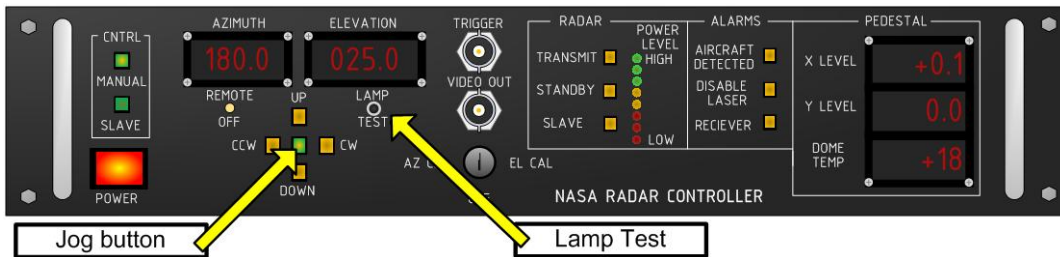 AZIMUTH
ELEVATION
TRIGGER
RADAR
ALARMS
PEDESTAL
CNTRL
MANUAL
SLAVE
POWER
180.0
025.0
REMOTE
OFF
UP
CCW
CW
DOWN
LAMP
TEST
VIDEO OUT
AZ
EL CAL
TRANSMIT
STANDBY
SLAVE
POWER
LEVEL
HIGH
LOW
AIRCRAFT
DETECTED
DISABLE
LASER
RECIEVER
X LEVEL
+0.1
Y LEVEL
0.0
DOME
TEMP
+18
NASA RADAR CONTROLLER
Jog button
Lamp Test